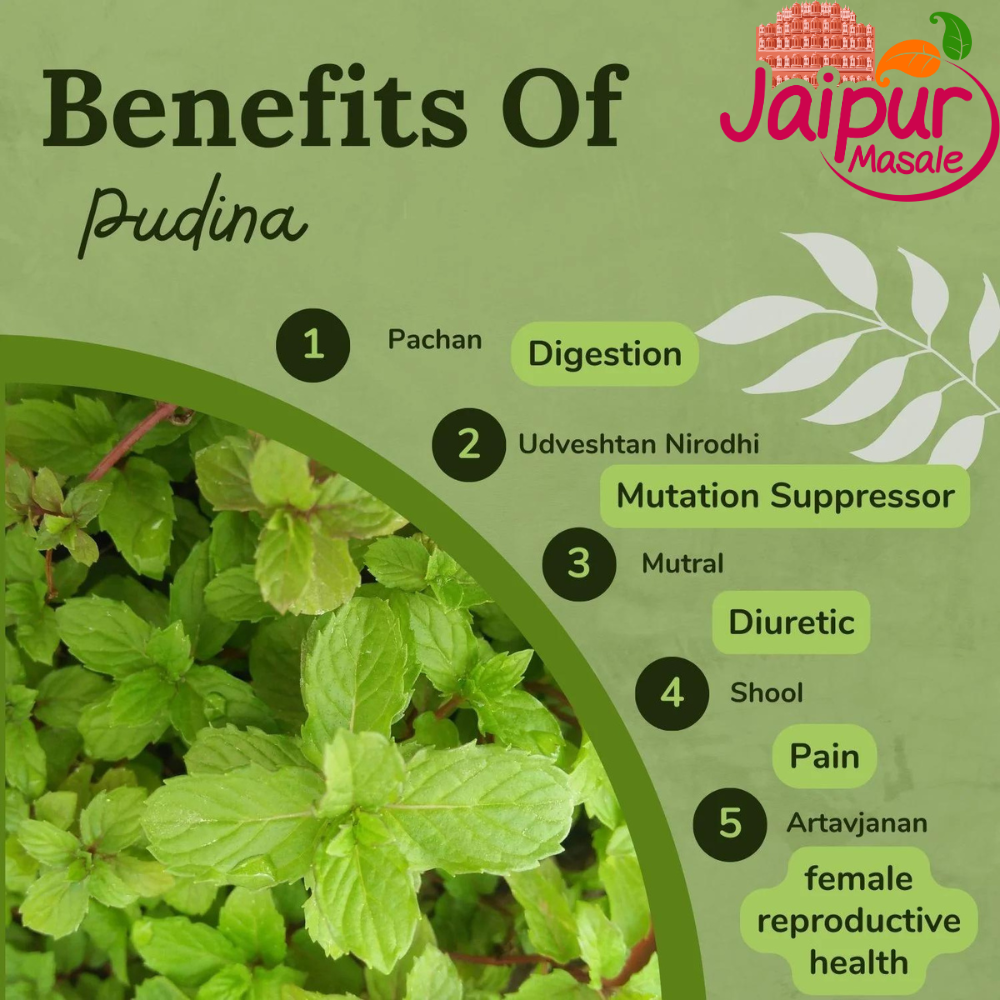 Benefits Of
pudina
Jaipur
Masale
1 Pachan Digestion
2 Udveshtan Nirodhi
Mutation Suppressor
3 Mutral
Diuretic
4 Shool
Pain
5 Artavjanan
female
reproductive
health